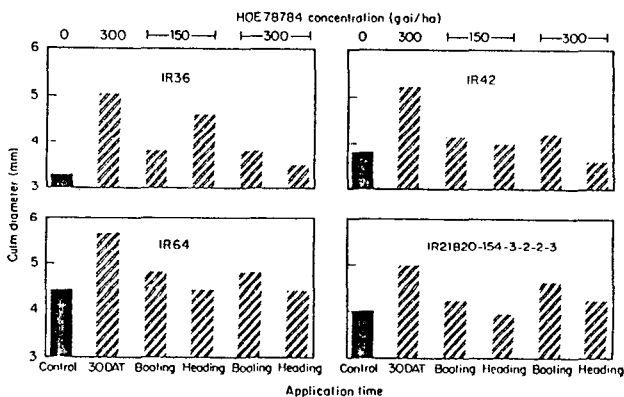 HOE78784 concentration (g ai/ha)
0 300 150 300 0 300 150 300
6
5
4
3
IR36
IR42
Culm diameter (mm)
6
5
4
3
IR64
IR21820-154-3-2-2-3
Control 30DAT Booting Heading Booting Heading Control 30DAT Booting Heading Booting Heading
Application time